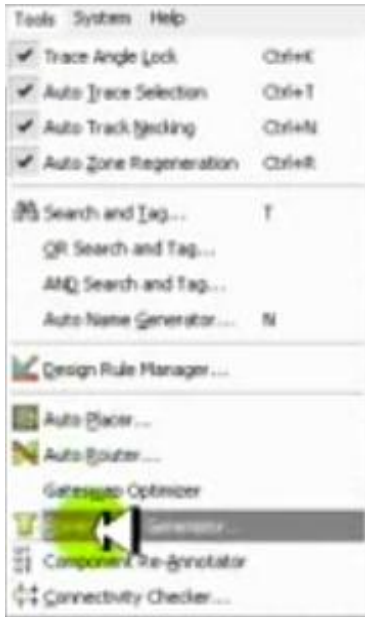 Tools System Help
Trace Angle Lock Ctrl+K
Auto Trace Selection Ctrl+T
Auto Track Necking Ctrl+N
Auto Zone Regeneration Ctrl+R
Search and Tag... T
OR Search and Tag...
AND Search and Tag...
Auto Name Generator... N
Design Rule Manager...
Auto Placer...
Auto Router...
Gateswap Optimizer
Generator...
Component Re-Annotator
Connectivity Checker...